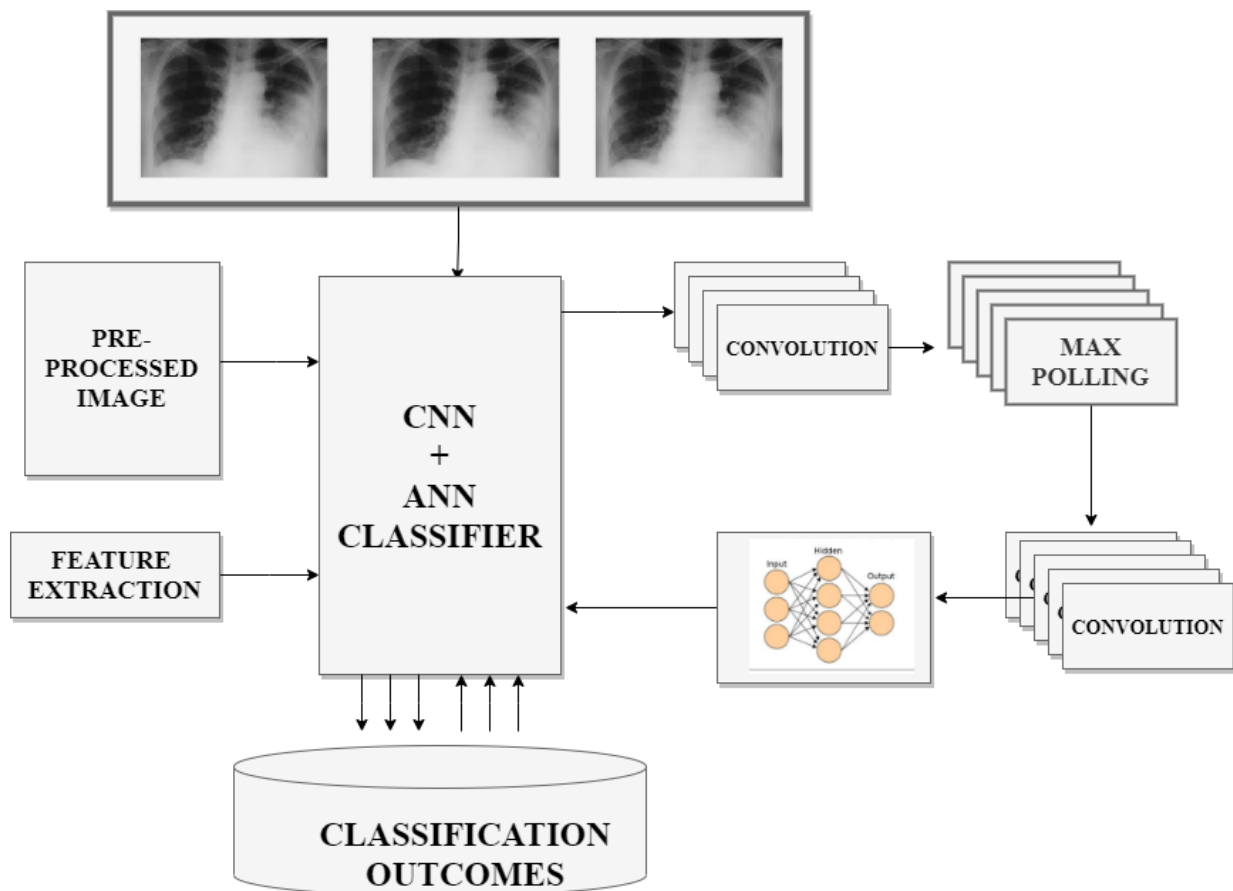 PRE-
PROCESSED
IMAGE
CNN
+
ANN
CLASSIFIER
CONVOLUTION
MAX
POLLING
FEATURE
EXTRACTION
Input
Hidden
Output
CONVOLUTION
CLASSIFICATION
OUTCOMES